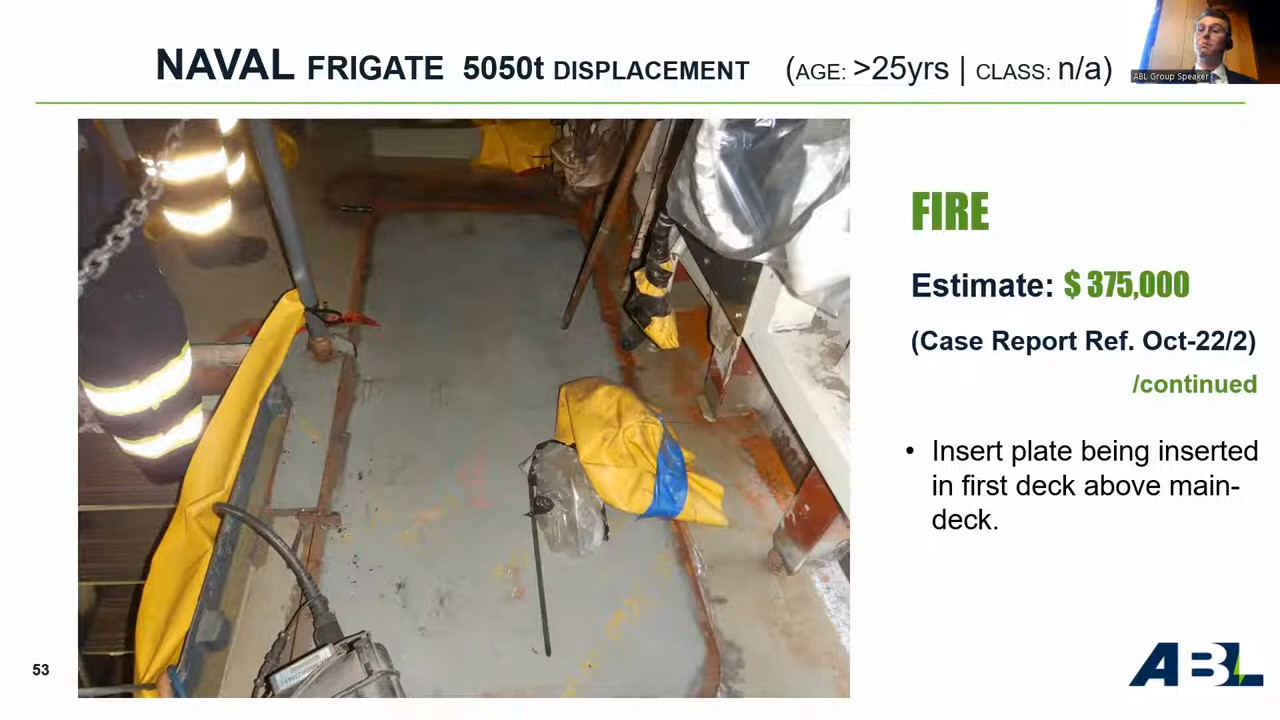 NAVAL FRIGATE 5050t DISPLACEMENT (AGE: >25yrs | CLASS: n/a)
ABL Group Speaker
FIRE
Estimate: $ 375,000
(Case Report Ref. Oct-22/2)
/continued
• Insert plate being inserted
in first deck above main-
deck.
53
ABL